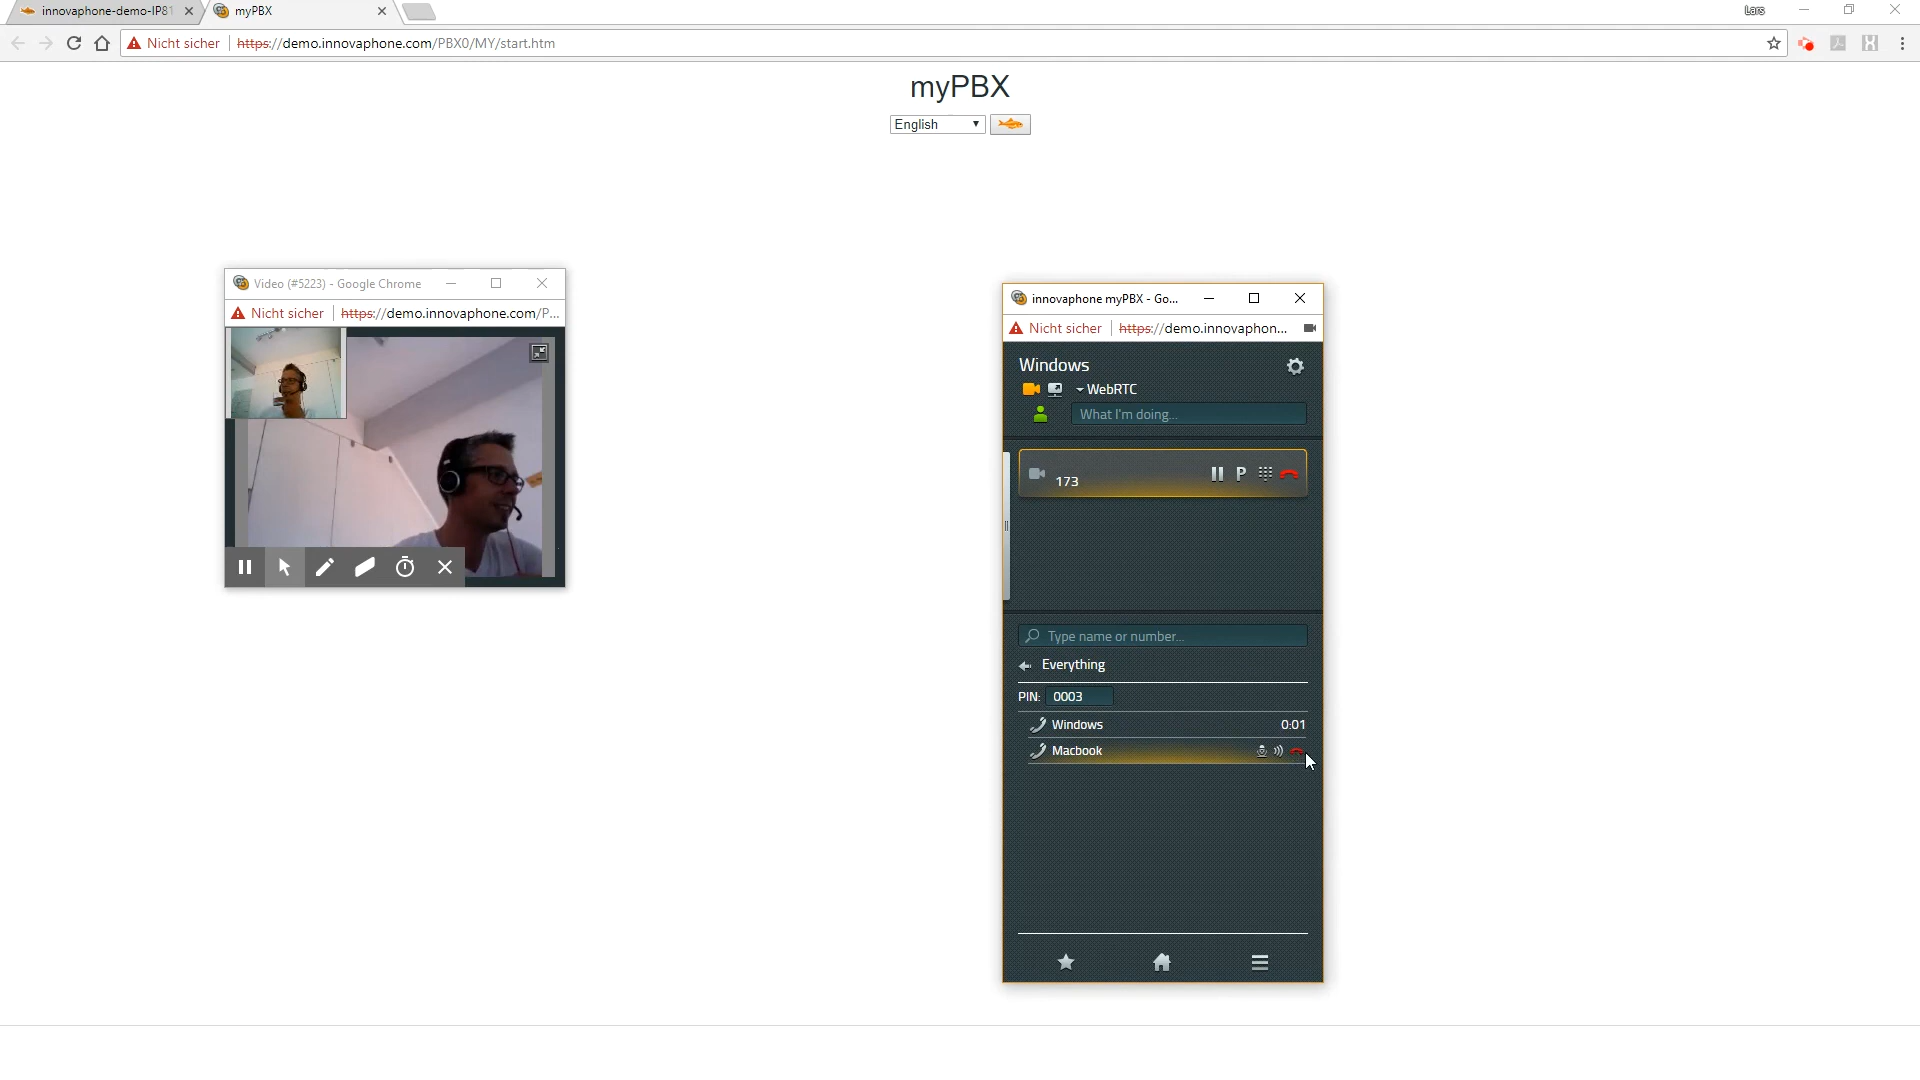 innovaphone-demo-IP81
myPBX
Lars
Nicht sicher
https://demo.innovaphone.com/PBX0/MY/start.htm
myPBX
English
Video (#5223) - Google Chrome
Nicht sicher
https://demo.innovaphone.com/P...
innovaphone myPBX - Go...
Nicht sicher
https://demo.innovaphon...
Windows
WebRTC
What I'm doing...
173
P
Type name or number...
Everything
PIN: 0003
Windows 0:01
Macbook